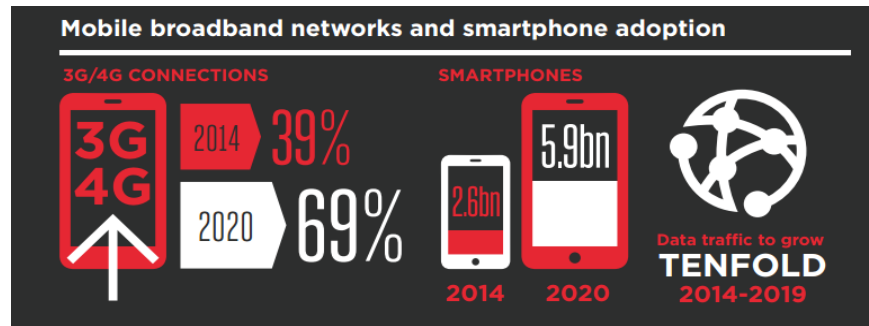 Mobile broadband networks and smartphone adoption
3G/4G CONNECTIONS
3G
4G
2014
39%
2020
69%
SMARTPHONES
2.6bn
5.9bn
2014
2020
Data traffic to grow
TENFOLD
2014-2019